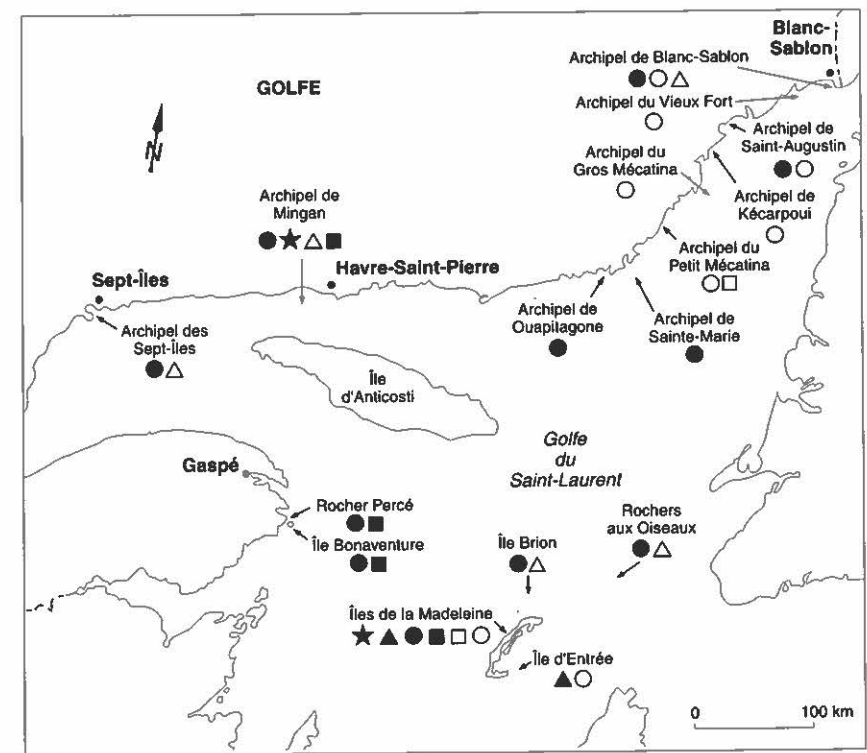 Blanc-
Sablon
Archipel de Blanc-Sablon
GOLFE
Archipel du Vieux Fort
N
Archipel de
Saint-Augustin
Archipel du
Gros Mécatina
Archipel de
Mingan
Archipel de
Kécarpoui
Archipel du
Petit Mécatina
Sept-Îles
Havre-Saint-Pierre
Archipel des
Sept-Îles
Archipel de
Ouapitagone
Archipel de
Sainte-Marie
Île
d'Anticosti
Golfe
du
Saint-Laurent
Gaspé
Rocher Percé
Île Bonaventure
Île Brion
Rochers
aux Oiseaux
Îles de la Madeleine
Île d'Entrée
0 100 km